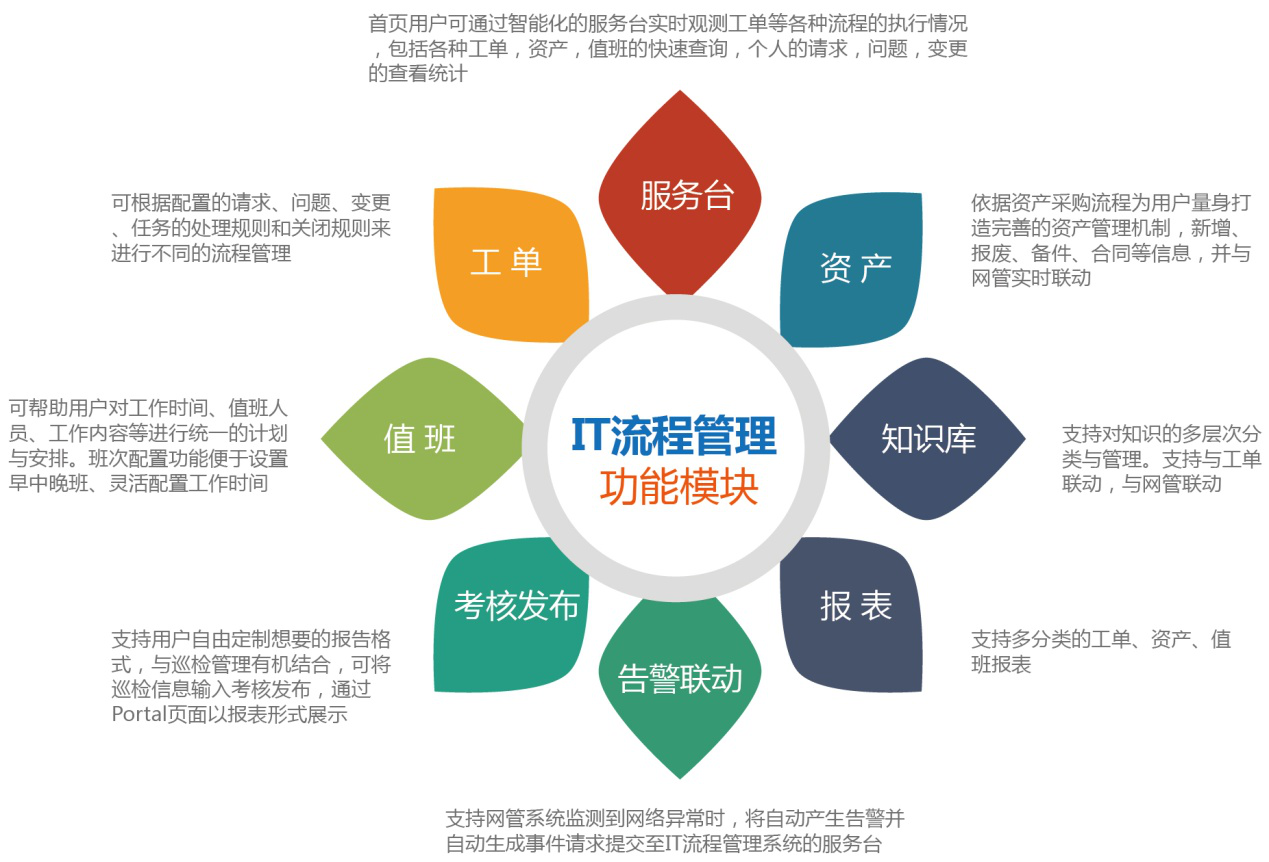 首页用户可通过智能化的服务台实时观测工单等各种流程的执行情况
，包括各种工单，资产，值班的快速查询，个人的请求，问题，变更
的查看统计
服务台
可根据配置的请求、问题、变更
、任务的处理规则和关闭规则来
进行不同的流程管理
工 单
资 产
依据资产采购流程为用户量身打
造完善的资产管理机制，新增、
报废、备件、合同等信息，并与
网管实时联动
可帮助用户对工作时间、值班人
员、工作内容等进行统一的计划
与安排。班次配置功能便于设置
早中晚班、灵活配置工作时间
值 班
IT流程管理
功能模块
知识库
支持对知识的多层次分
类与管理。支持与工单
联动，与网管联动
考核发布
支持用户自由定制想要的报告格
式，与巡检管理有机结合，可将
巡检信息输入考核发布，通过
Portal页面以报表形式展示
告警联动
报 表
支持多分类的工单、资产、值
班报表
支持网管系统监测到网络异常时，将自动产生告警并
自动生成事件请求提交至IT流程管理系统的服务台